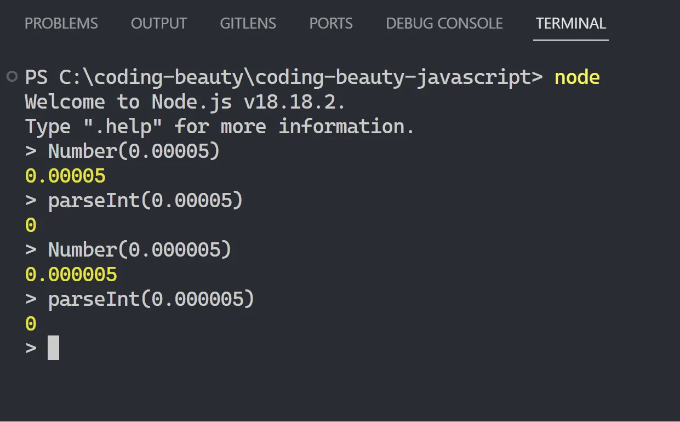 PROBLEMS OUTPUT GITLENS PORTS DEBUG CONSOLE TERMINAL
PS C:\coding-beauty\coding-beauty-javascript> node
Welcome to Node.js v18.18.2.
Type ".help" for more information.
> Number(0.00005)
0.00005
> parseInt(0.00005)
0
> Number(0.000005)
0.000005
> parseInt(0.000005)
0
>